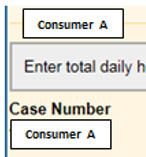 Consumer A
Enter total daily h
Case Number
Consumer A